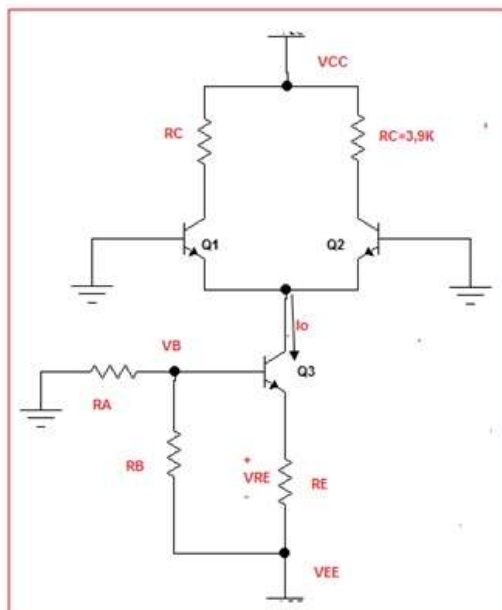 VCC
RC
RC=3,9K
Q1
Q2
Io
VB
Q3
RA
RB
+
VRE
-
RE
VEE